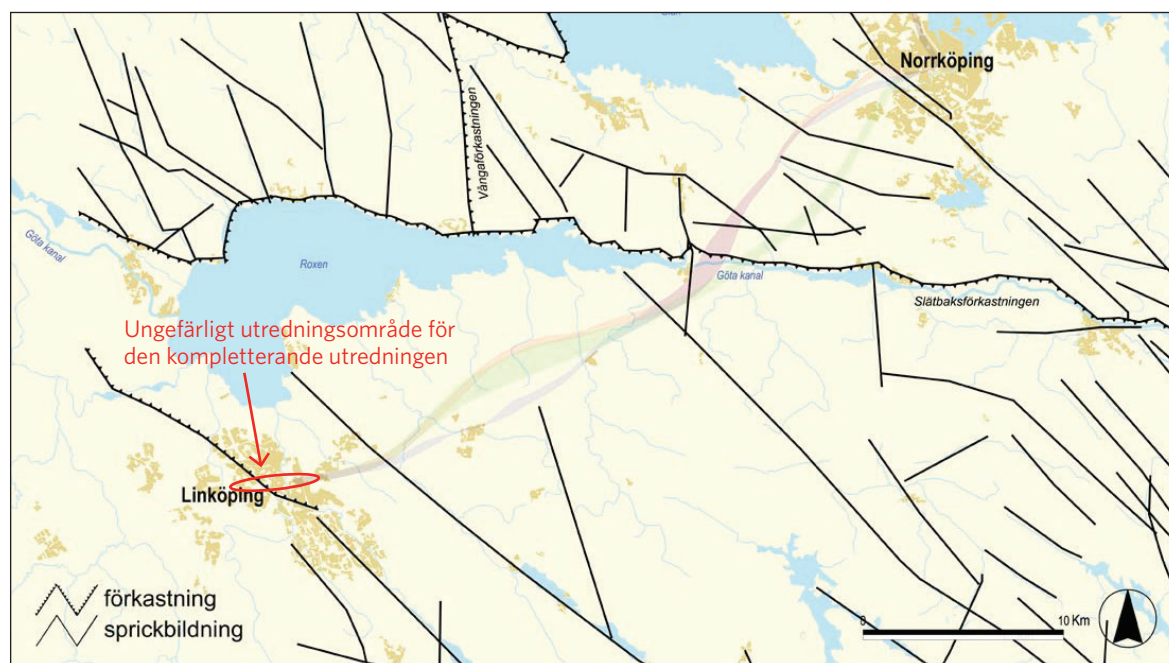 Norrköping
Vångaförkastningen
Göta kanal
Roxen
Göta kanal
Slätbaksförkastningen
Ungefärligt utredningsområde för
den kompletterande utredningen
Linköping
förkastning
sprickbildning
0 10 Km